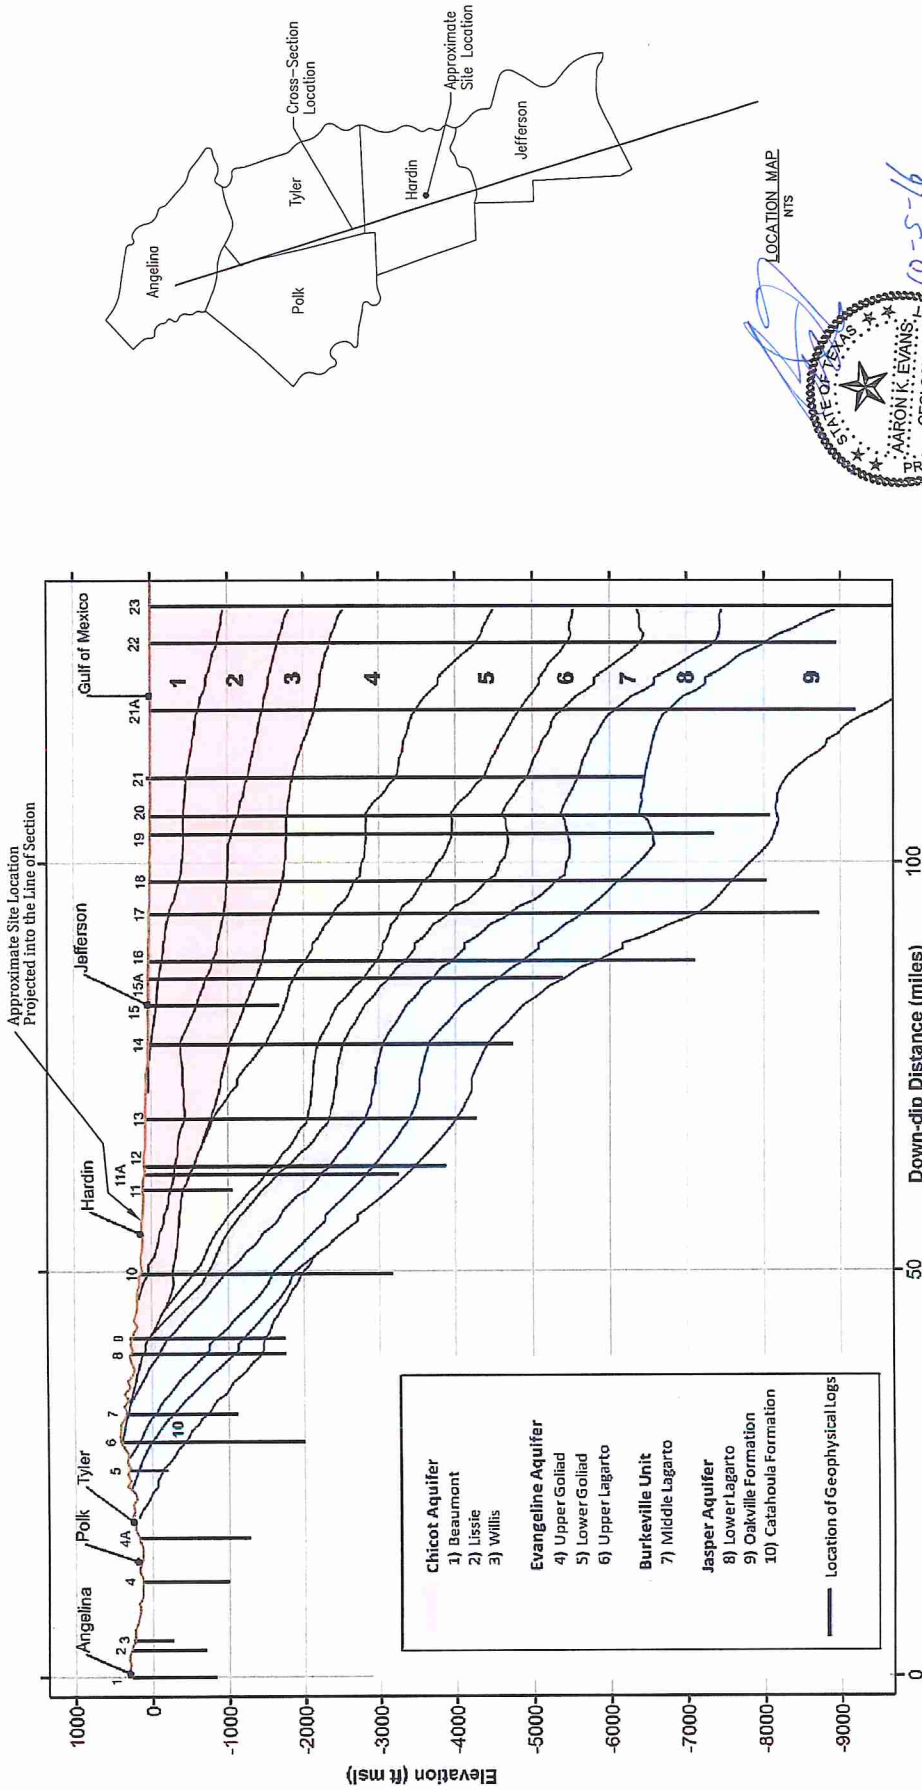 Approximate Site Location
Projected into the Line of Section
Angelina
Polk
Tyler
Hardin
Jefferson
Gulf of Mexico
1
2
3
4
4A
5
6
7
8
10
11
11A
12
13
14
15
15A
16
17
18
19
20
21
21A
22
23
1000
0
-1000
-2000
-3000
-4000
-5000
-6000
-7000
-8000
-9000
Elevation (ft msl)
1
2
3
4
5
6
7
8
9
10
0
50
100
Down-dip Distance (miles)
Chicot Aquifer
1) Beaumont
2) Lissie
3) Willis
Evangeline Aquifer
4) Upper Goliad
5) Lower Goliad
6) Upper Lagarto
Burkeville Unit
7) Middle Lagarto
Jasper Aquifer
8) Lower Lagarto
9) Oakville Formation
10) Catahoula Formation
Location of Geophysical Logs
Angelina
Polk
Tyler
Hardin
Jefferson
Cross-Section
Location
Approximate
Site Location
LOCATION MAP
NTS
STATE OF TEXAS
AARON K. EVANS
10-5-16